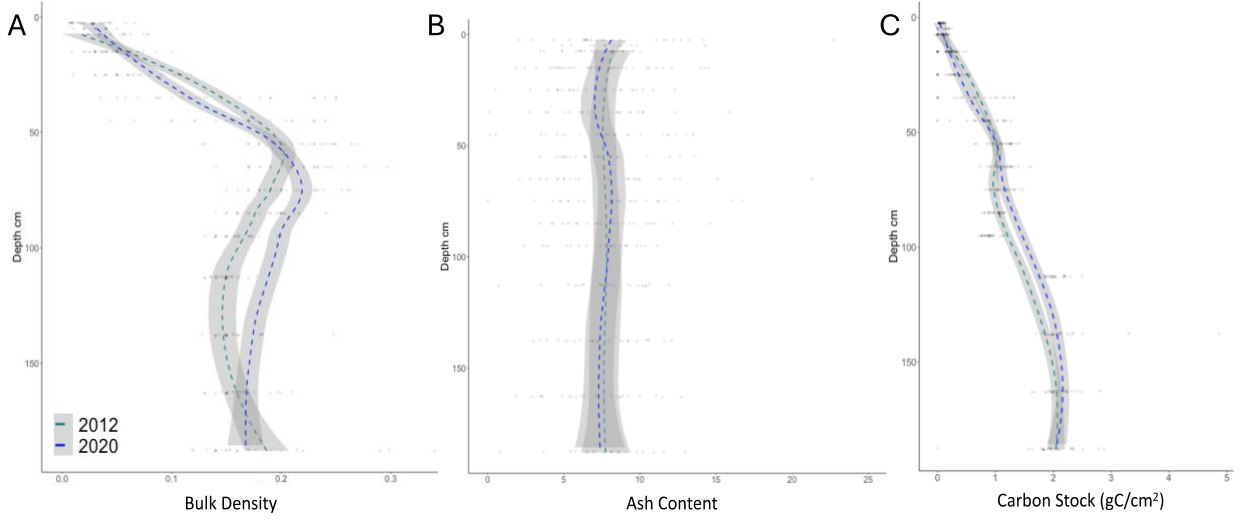 A
0
50
100
150
Depth cm
2012
2020
0.0 0.1 0.2 0.3
Bulk Density
B
0
50
100
150
Depth cm
0 5 10 15 20 25
Ash Content
C
0
50
100
150
Depth cm
0 1 2 3 4 5
Carbon Stock (gC/cm²)